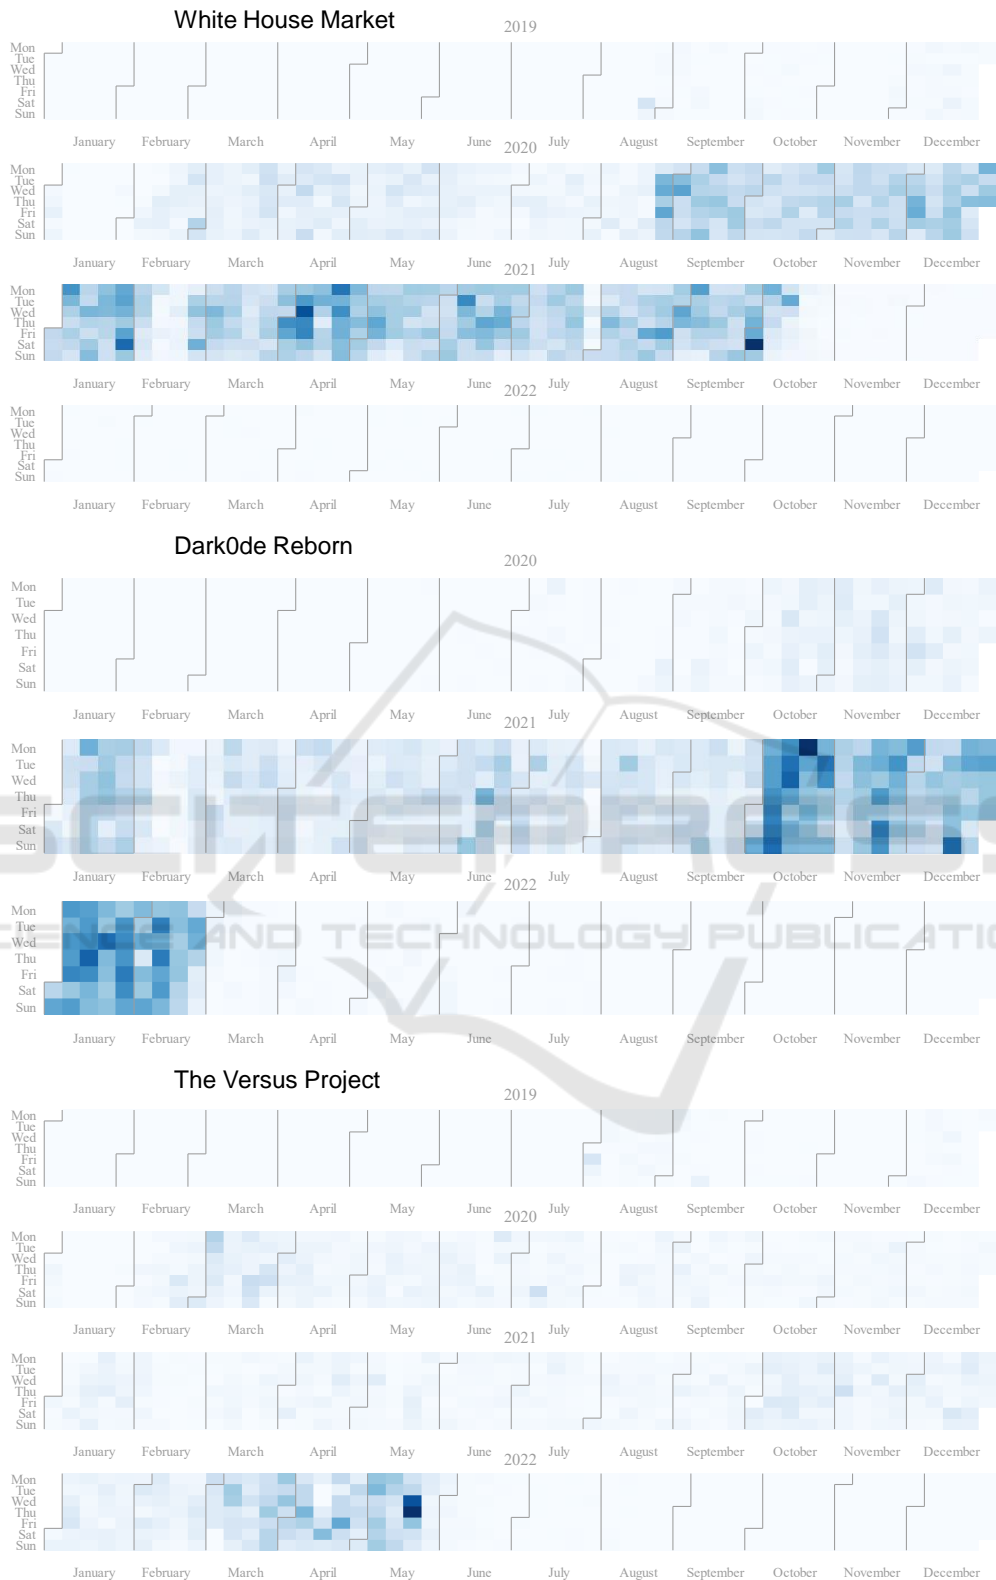 White House Market
2019
Mon
Tue
Wed
Thu
Fri
Sat
Sun
January February March April May June July August September October November December
2020
Mon
Tue
Wed
Thu
Fri
Sat
Sun
January February March April May June July August September October November December
2021
Mon
Tue
Wed
Thu
Fri
Sat
Sun
January February March April May June July August September October November December
2022
Mon
Tue
Wed
Thu
Fri
Sat
Sun
January February March April May June July August September October November December
Dark0de Reborn
2020
Mon
Tue
Wed
Thu
Fri
Sat
Sun
January February March April May June July August September October November December
2021
Mon
Tue
Wed
Thu
Fri
Sat
Sun
SCITEPRESS
January February March April May June July August September October November December
2022
Mon
Tue
Wed
Thu
Fri
Sat
Sun
AND TECHNOLOGY
January February March April May June July August September October November December
The Versus Project
2019
Mon
Tue
Wed
Thu
Fri
Sat
Sun
January February March April May June July August September October November December
2020
Mon
Tue
Wed
Thu
Fri
Sat
Sun
January February March April May June July August September October November December
2021
Mon
Tue
Wed
Thu
Fri
Sat
Sun
January February March April May June July August September October November December
2022
Mon
Tue
Wed
Thu
Fri
Sat
Sun
January February March April May June July August September October November December